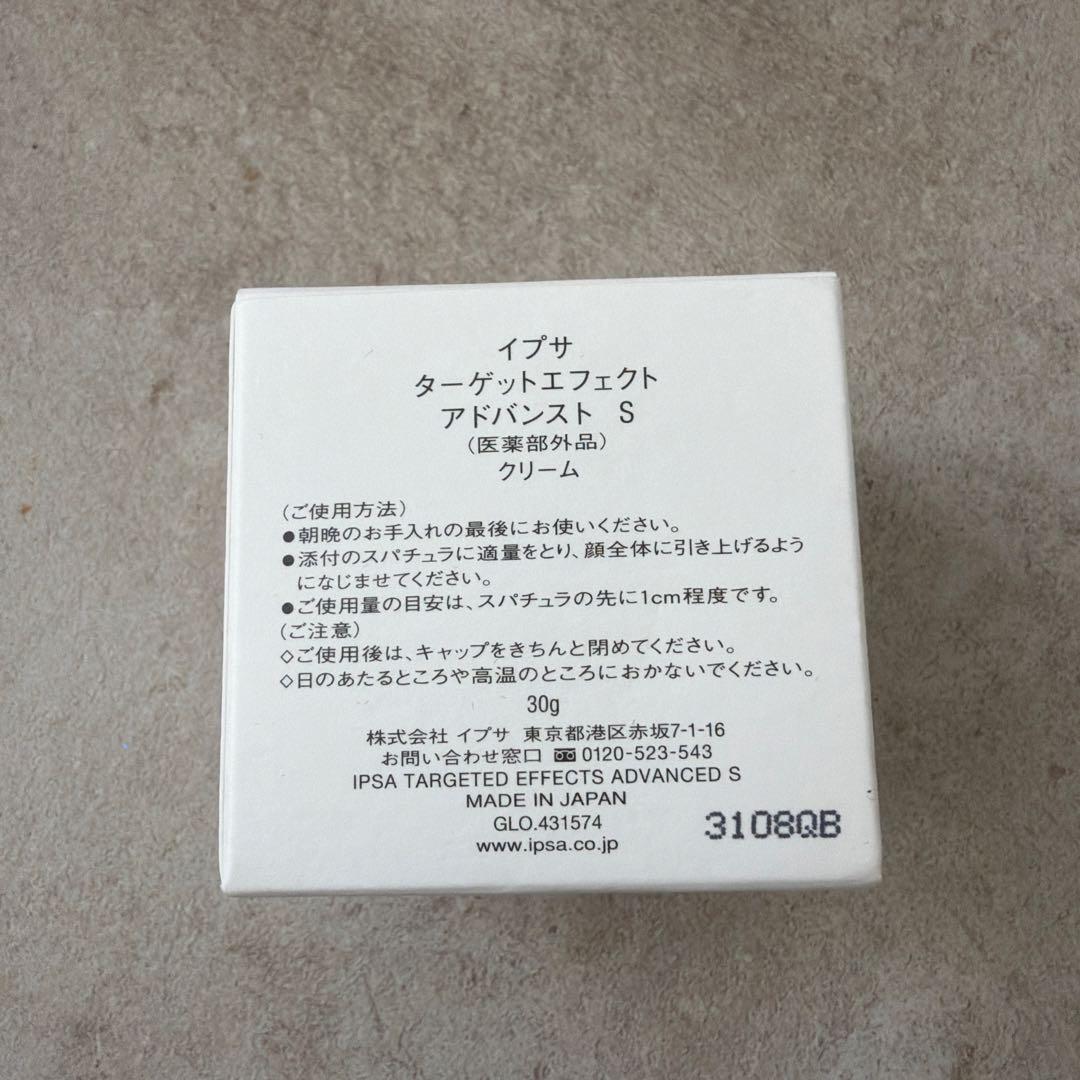 イプサ
ターゲットエフェクト
アドバンスト S
（医薬部外品）
クリーム
（ご使用方法）
●朝晩のお手入れの最後にお使いください。
●添付のスパチュラに適量をとり、顔全体に引き上げるよう
になじませてください。
●ご使用量の目安は、スパチュラの先に1cm程度です。
（ご注意）
◇ご使用後は、キャップをきちんと閉めてください。
◇日のあたるところや高温のところにおかないでください。
30g
株式会社 イプサ 東京都港区赤坂7-1-16
お問い合わせ窓口 0120-523-543
IPSA TARGETED EFFECTS ADVANCED S
MADE IN JAPAN
GLO.431574
www.ipsa.co.jp
3108QB